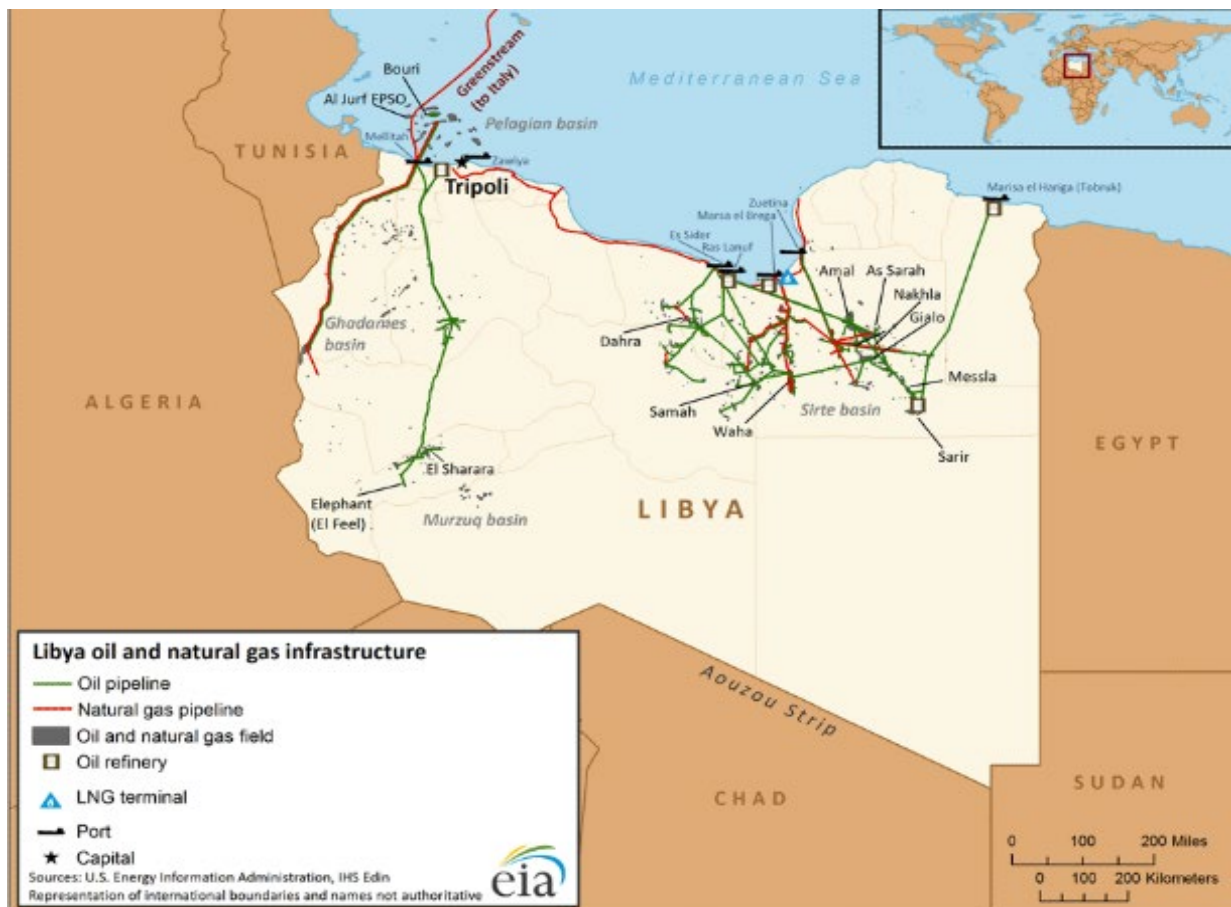 Mediterranean Sea
Bouri
Al Jurf FPSO
Greenstream
(to Italy)
Pelagian basin
Mellitah
TUNISIA
Zawiya
Tripoli
Marisa el Hariga (Tobruk)
Zuetina
Marsa el Brega
Es Sider
Ras Lanuf
Amal
As Sarah
Nakhla
Gialo
Ghadames
basin
Dahra
Messla
ALGERIA
Samah
Sirte basin
Waha
EGYPT
Sarir
El Sharara
Elephant
(El Feel)
Murzuq basin
LIBYA
Aouzou Strip
CHAD
SUDAN
Libya oil and natural gas infrastructure
Oil pipeline
Natural gas pipeline
Oil and natural gas field
Oil refinery
LNG terminal
Port
Capital
Sources: U.S. Energy Information Administration, IHS Edin
Representation of international boundaries and names not authoritative
eia
0 100 200 Miles
0 100 200 Kilometers